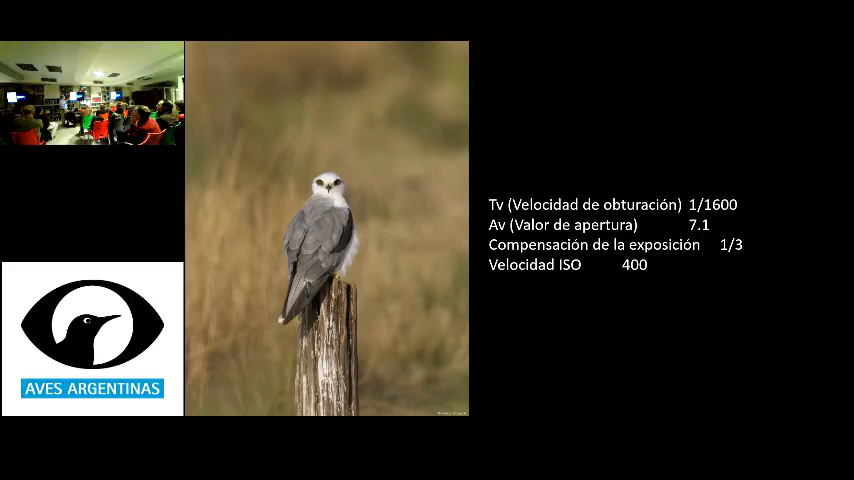 Tv (Velocidad de obturación) 1/1600
Av (Valor de apertura) 7.1
Compensación de la exposición 1/3
Velocidad ISO 400
AVES ARGENTINAS